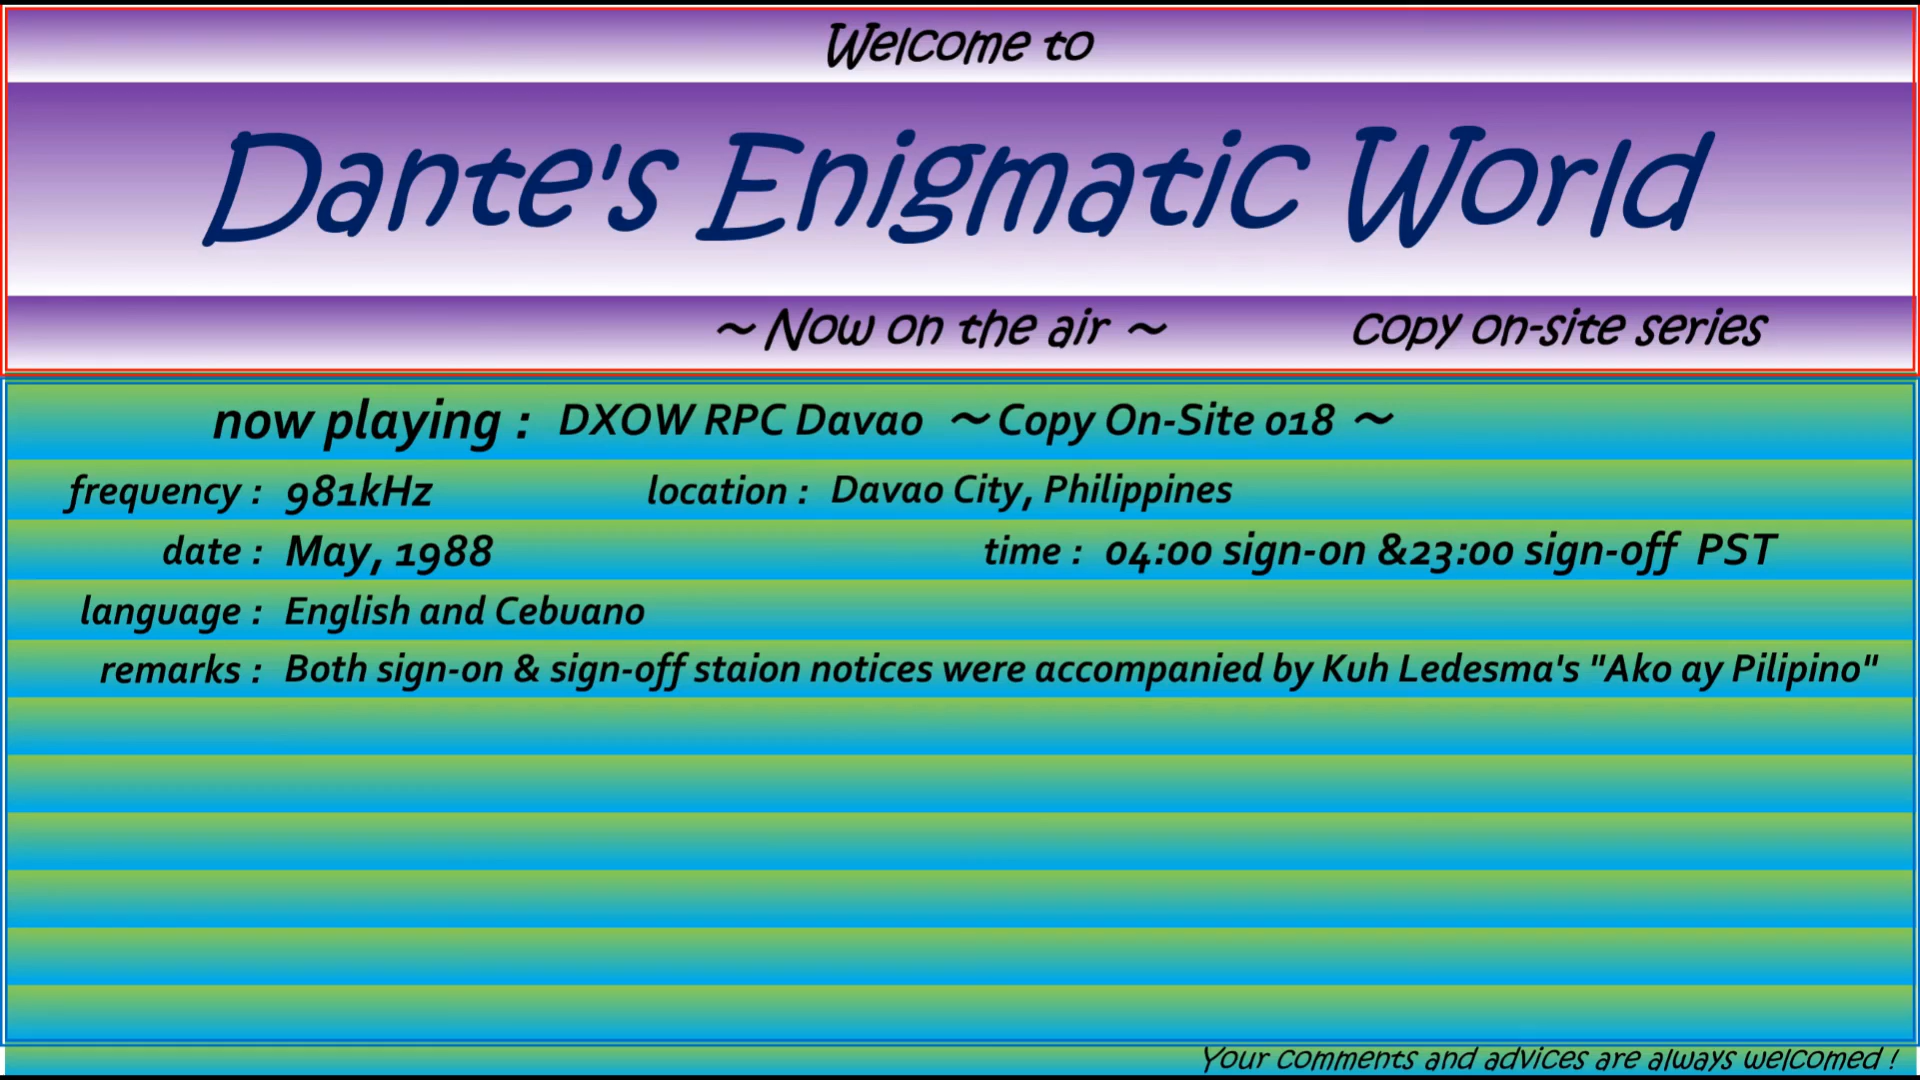 Welcome to
Dante's Enigmatic World
～ Now on the air ～ Copy on-site series
now playing : DXOW RPC Davao ～ Copy On-Site 018 ～
frequency : 981kHz location : Davao City, Philippines
date : May, 1988 time : 04:00 sign-on &23:00 sign-off PST
language : English and Cebuano
remarks : Both sign-on & sign-off staion notices were accompanied by Kuh Ledesma's "Ako ay Pilipino"
Your comments and advices are always welcomed !